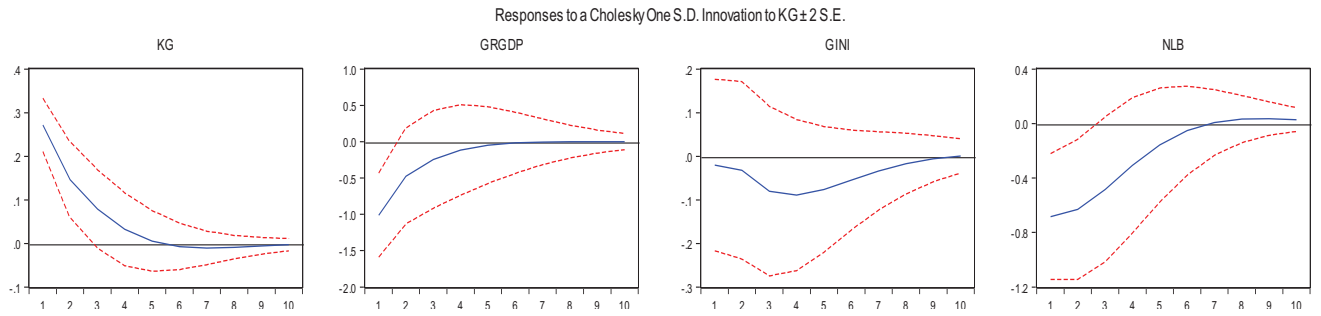 Responses to a Cholesky One S.D. Innovation to KG ± 2 S.E.
KG
.4
.3
.2
.1
.0
-.1
1 2 3 4 5 6 7 8 9 10
GRGDP
1.0
0.5
0.0
-0.5
-1.0
-1.5
-2.0
1 2 3 4 5 6 7 8 9 10
GINI
.2
.1
.0
-.1
-.2
-.3
1 2 3 4 5 6 7 8 9 10
NLB
0.4
0.0
-0.4
-0.8
-1.2
1 2 3 4 5 6 7 8 9 10